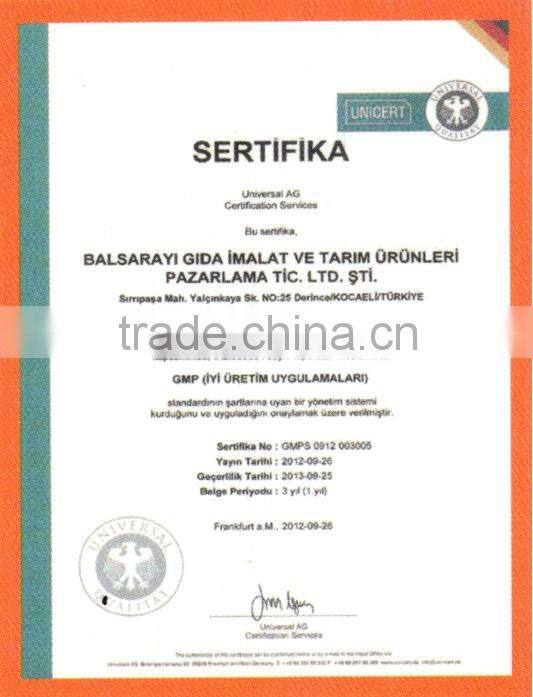 UNICERT
UNIVERSAL
QUALITÄT
SERTİFİKA
Universal AG
Certification Services
Bu sertifika,
BALSARAYI GIDA İMALAT VE TARIM ÜRÜNLERİ
PAZARLAMA TİC. LTD. ŞTİ.
Sırrıpaşa Mah. Yalçınkaya Sk. NO:25 Derince/KOCAELİ/TÜRKİYE
trade.china.cn
GMP (İYİ ÜRETİM UYGULAMALARI)
standardının şartlarına uyan bir yönetim sistemi
kurduğunu ve uyguladığını onaylamak üzere verilmiştir.
Sertifika No : GMPS 0912 003005
Yayın Tarihi : 2012-09-26
Geçerlilik Tarihi : 2013-09-25
Belge Periyodu : 3 yıl (1 yıl)
Frankfurt a.M., 2012-09-26
UNIVERSAL
QUALITÄT
Universal AG
Certification Services